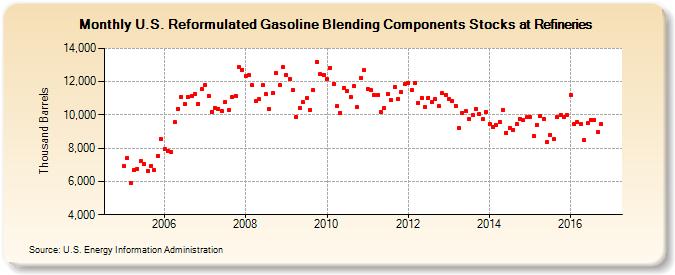 Monthly U.S. Reformulated Gasoline Blending Components Stocks at Refineries
Thousand Barrels
14,000
12,000
10,000
8,000
6,000
4,000
2006 2008 2010 2012 2014 2016
Source: U.S. Energy Information Administration